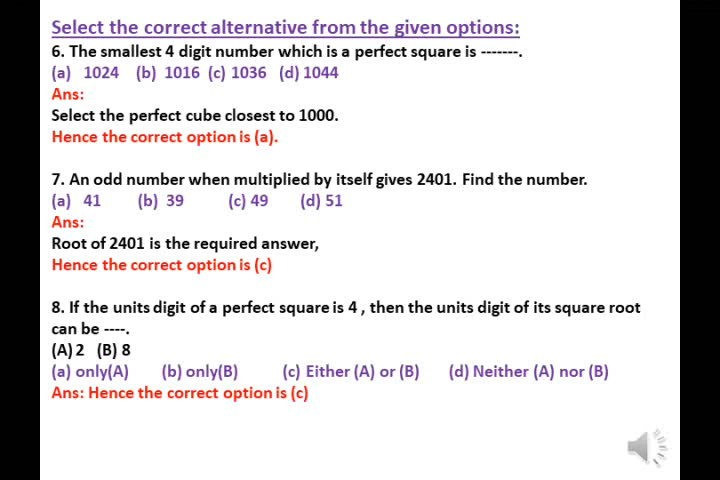 Select the correct alternative from the given options:
6. The smallest 4 digit number which is a perfect square is -------.
(a) 1024 (b) 1016 (c) 1036 (d) 1044
Ans:
Select the perfect cube closest to 1000.
Hence the correct option is (a).
7. An odd number when multiplied by itself gives 2401. Find the number.
(a) 41 (b) 39 (c) 49 (d) 51
Ans:
Root of 2401 is the required answer,
Hence the correct option is (c)
8. If the units digit of a perfect square is 4 , then the units digit of its square root
can be ----.
(A) 2 (B) 8
(a) only(A) (b) only(B) (c) Either (A) or (B) (d) Neither (A) nor (B)
Ans: Hence the correct option is (c)